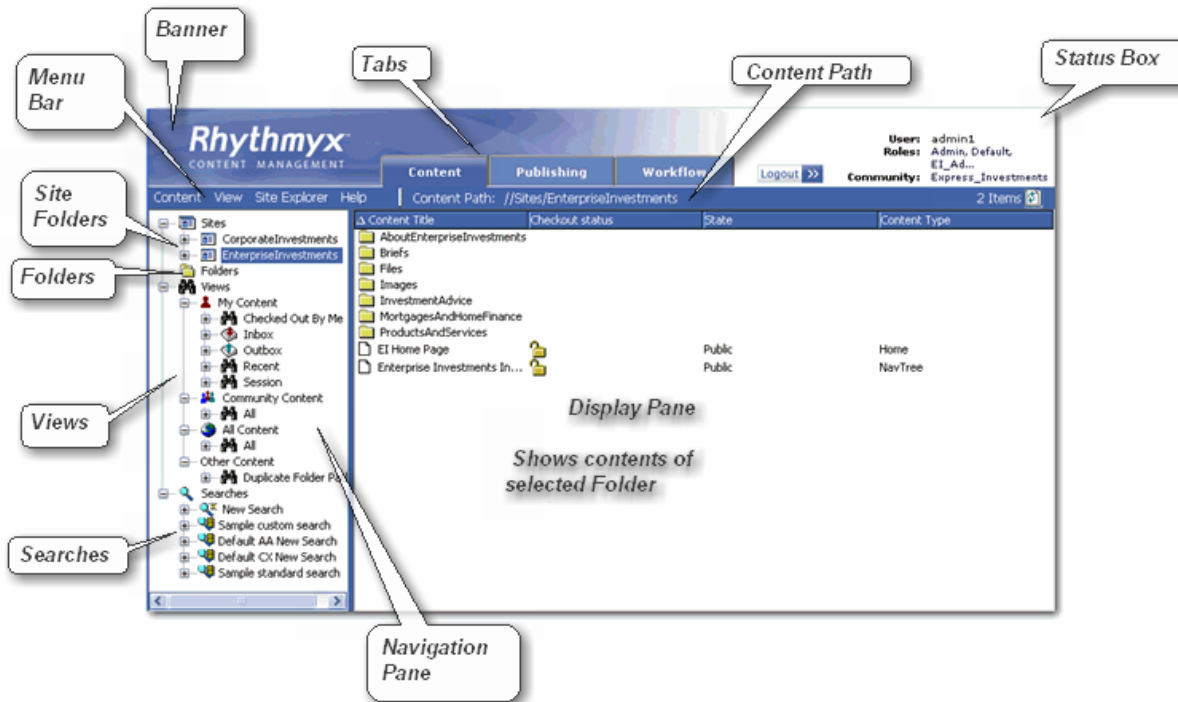 Banner
Menu
Bar
Tabs
Content Path
Status Box
Rhythmyx
CONTENT MANAGEMENT
Content
Publishing
Workflow
Logout
User: admin1
Roles: Admin, Default,
EI_Ad...
Community: Express_Investments
Content View Site Explorer Help
Content Path: //Sites/EnterpriseInvestments
2 Items
Site
Folders
Folders
Views
Searches
Sites
CorporateInvestments
EnterpriseInvestments
Folders
Views
My Content
Checked Out By Me
Inbox
Outbox
Recent
Session
Community Content
All
All Content
All
Other Content
Duplicate Folder Pa
Searches
New Search
Sample custom search
Default AA New Search
Default CX New Search
Sample standard search
Content Title Checkout status State Content Type
AboutEnterpriseInvestments
Briefs
Files
Images
InvestmentAdvice
MortgagesAndHomeFinance
ProductsAndServices
EI Home Page Public Home
Enterprise Investments In... Public NavTree
Display Pane
Shows contents of
selected Folder
Navigation
Pane